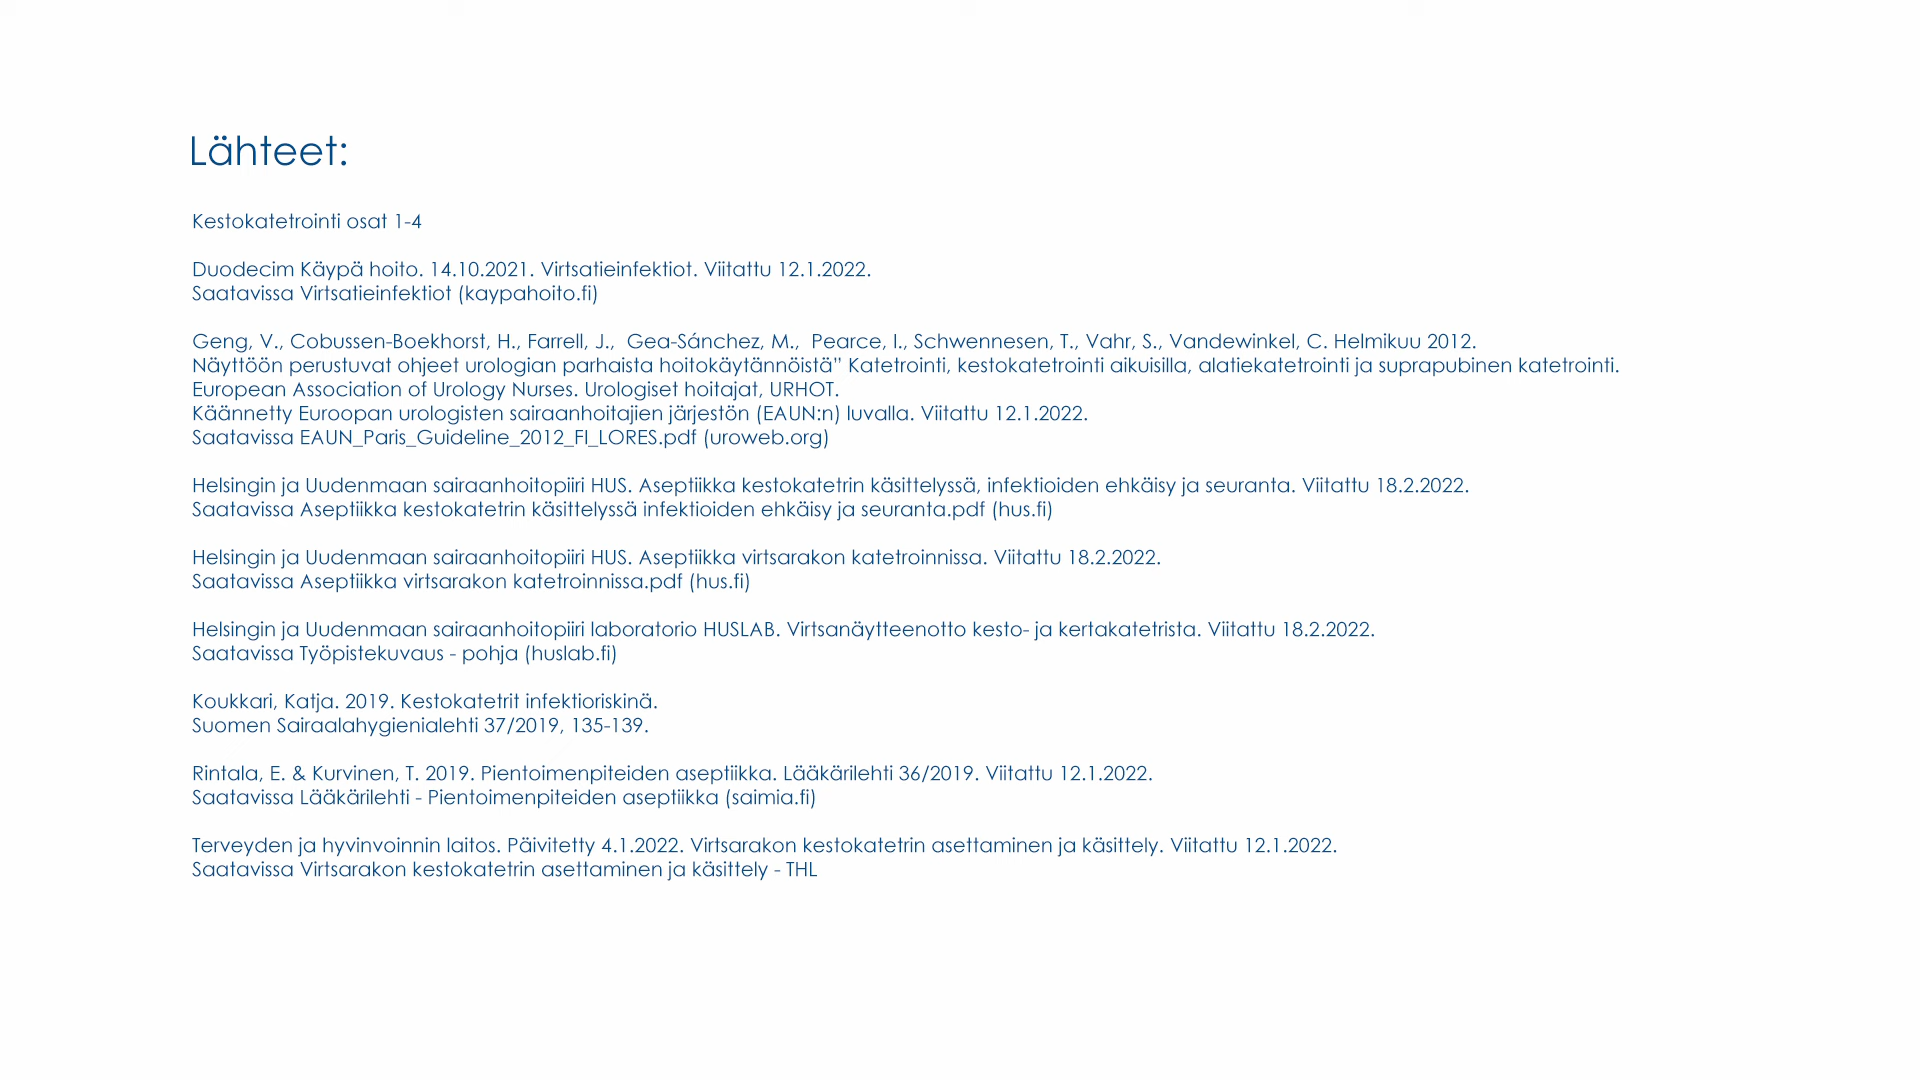 Lähteet:
Kestokatetrointi osat 1-4
Duodecim Käypä hoito. 14.10.2021. Virtsatieinfektiot. Viitattu 12.1.2022.
Saatavissa Virtsatieinfektiot (kaypahoito.fi)
Geng, V., Cobussen-Boekhorst, H., Farrell, J.,  Gea-Sánchez, M.,  Pearce, I., Schwennesen, T., Vahr, S., Vandewinkel, C. Helmikuu 2012.
Näyttöön perustuvat ohjeet urologian parhaista hoitokäytännöistä” Katetrointi, kestokatetrointi aikuisilla, alatiekatetrointi ja suprapubinen katetrointi.
European Association of Urology Nurses. Urologiset hoitajat, URHOT.
Käännetty Euroopan urologisten sairaanhoitajien järjestön (EAUN:n) luvalla. Viitattu 12.1.2022.
Saatavissa EAUN_Paris_Guideline_2012_FI_LORES.pdf (uroweb.org)
Helsingin ja Uudenmaan sairaanhoitopiiri HUS. Aseptiikka kestokatetrin käsittelyssä, infektioiden ehkäisy ja seuranta. Viitattu 18.2.2022.
Saatavissa Aseptiikka kestokatetrin käsittelyssä infektioiden ehkäisy ja seuranta.pdf (hus.fi)
Helsingin ja Uudenmaan sairaanhoitopiiri HUS. Aseptiikka virtsarakon katetroinnissa. Viitattu 18.2.2022.
Saatavissa Aseptiikka virtsarakon katetroinnissa.pdf (hus.fi)
Helsingin ja Uudenmaan sairaanhoitopiiri laboratorio HUSLAB. Virtsanäytteenotto kesto- ja kertakatetrista. Viitattu 18.2.2022.
Saatavissa Työpistekuvaus - pohja (huslab.fi)
Koukkari, Katja. 2019. Kestokatetrit infektioriskinä.
Suomen Sairaalahygienialehti 37/2019, 135-139.
Rintala, E. & Kurvinen, T. 2019. Pientoimenpiteiden aseptiikka. Lääkärilehti 36/2019. Viitattu 12.1.2022.
Saatavissa Lääkärilehti - Pientoimenpiteiden aseptiikka (saimia.fi)
Terveyden ja hyvinvoinnin laitos. Päivitetty 4.1.2022. Virtsarakon kestokatetrin asettaminen ja käsittely. Viitattu 12.1.2022.
Saatavissa Virtsarakon kestokatetrin asettaminen ja käsittely - THL